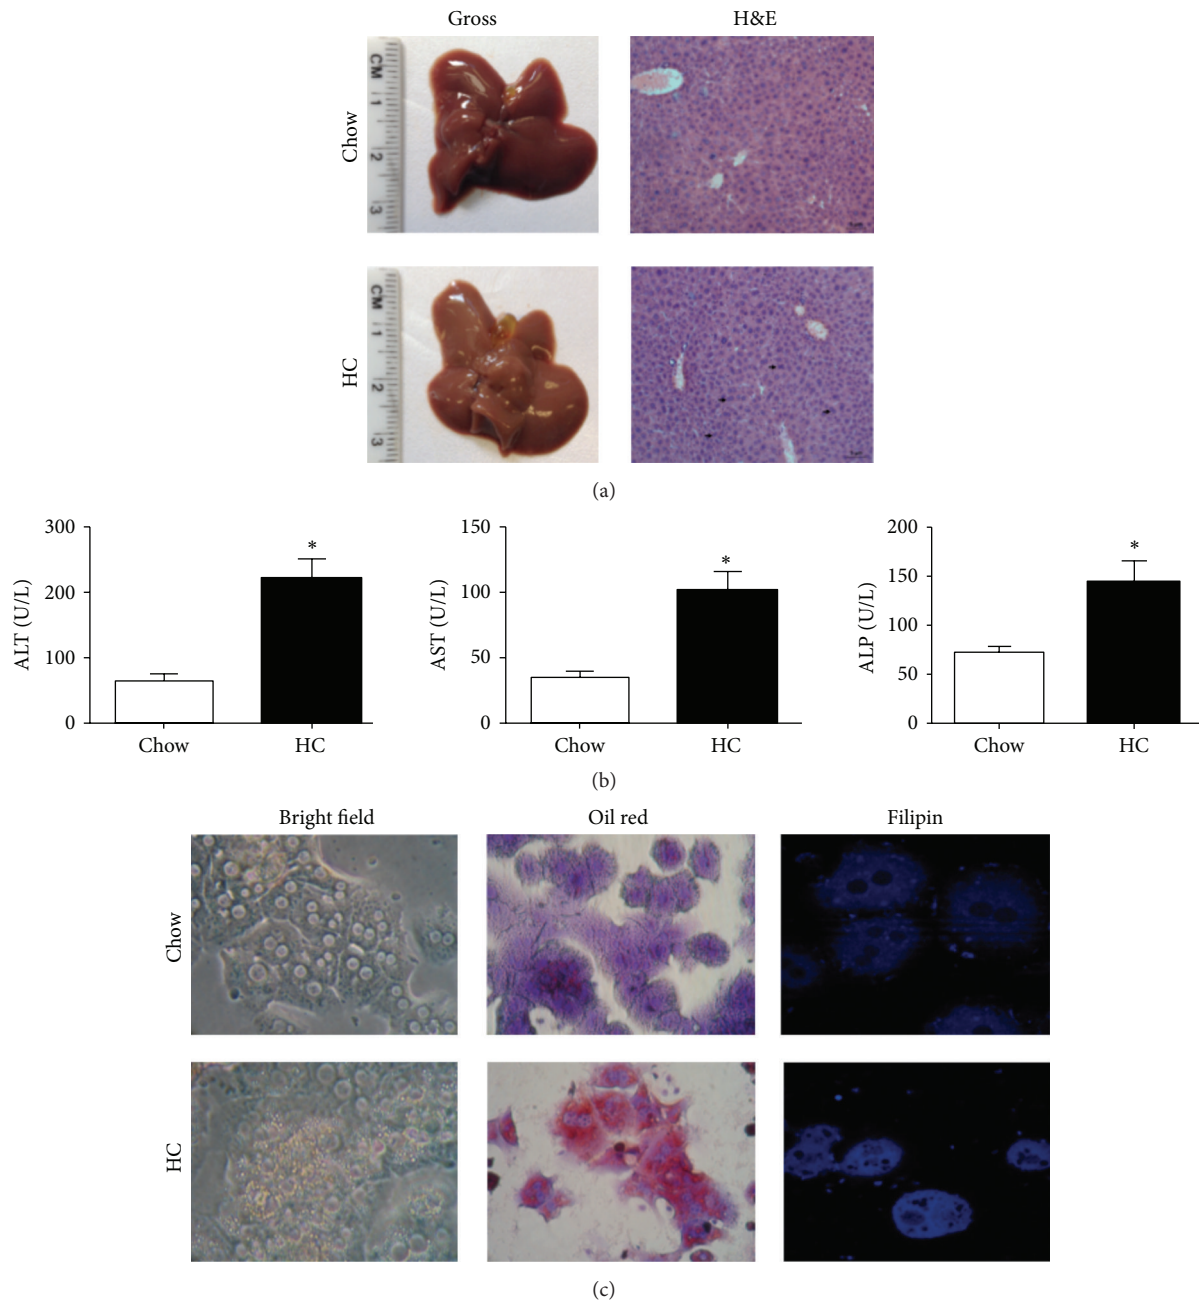 Gross H&E
Chow
CM
1
2
3
HC
CM
1
2
3
(a)
300
200
100
0
ALT (U/L)
Chow HC
*
150
100
50
0
AST (U/L)
Chow HC
*
200
150
100
50
0
ALP (U/L)
Chow HC
*
(b)
Bright field Oil red Filipin
Chow
HC
(c)